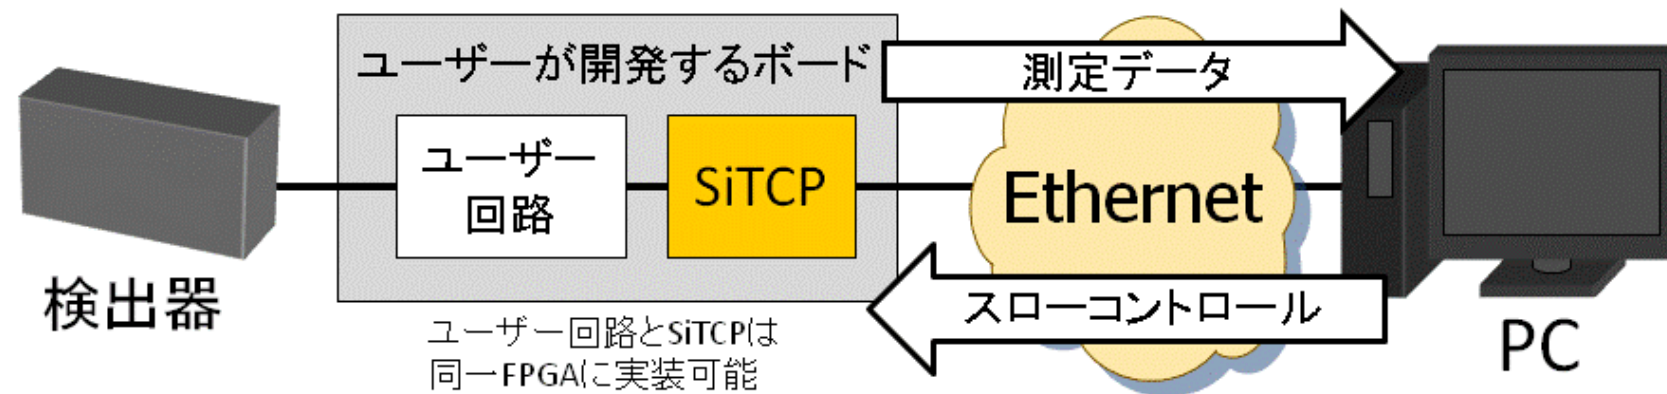 ユーザーが開発するボード
測定データ
ユーザー
回路
SiTCP
Ethernet
検出器
スローコントロール
ユーザー回路とSiTCPは
同一FPGAに実装可能
PC